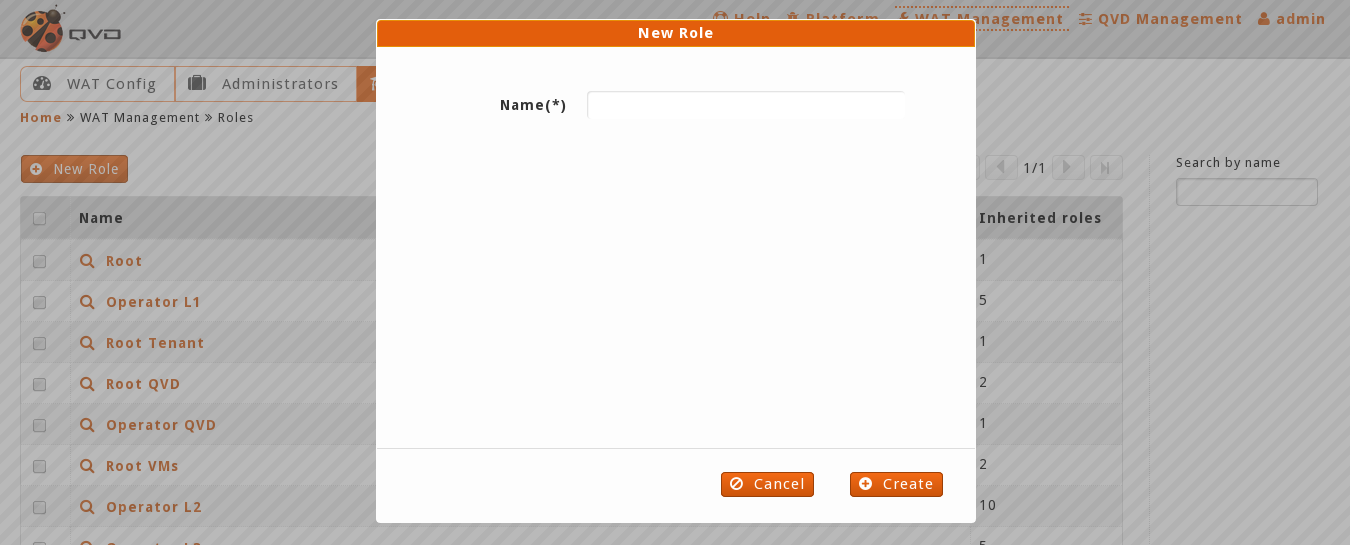 QVD
Help Platform WAT Management QVD Management admin
New Role
WAT Config Administrators
Home » WAT Management » Roles
Name(*)
New Role
1/1
Search by name
Name Inherited roles
Root 1
Operator L1 5
Root Tenant 1
Root QVD 2
Operator QVD 1
Root VMs 2
Operator L2 10
Cancel Create
5